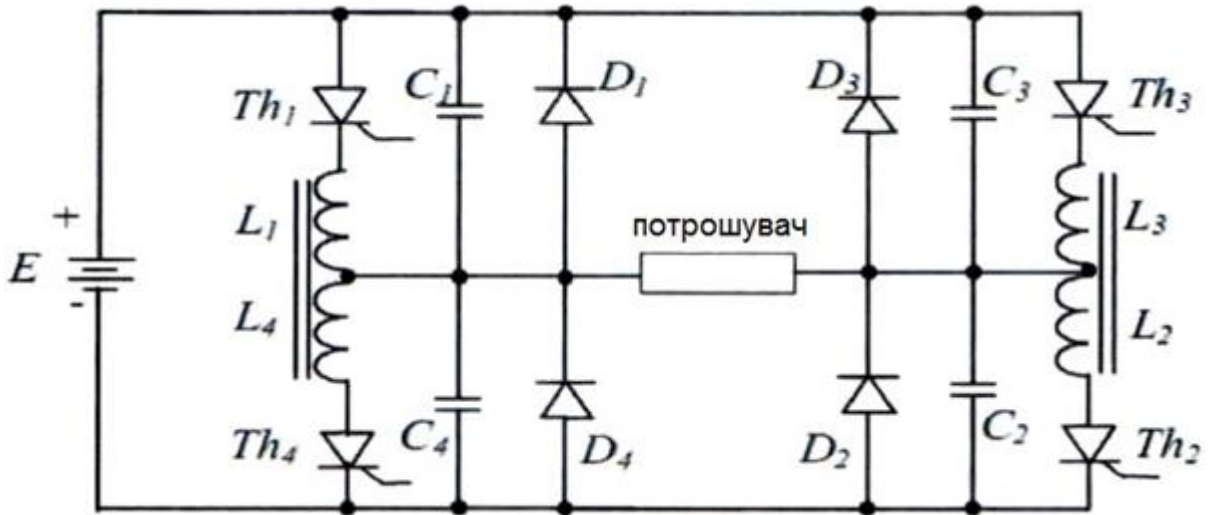 C₁ D₁ D₃ C₃
Th₁ Th₃
+ L₁ потрошувач L₃
E
- L₄ L₂
Th₄ C₄ D₄ D₂ C₂ Th₂